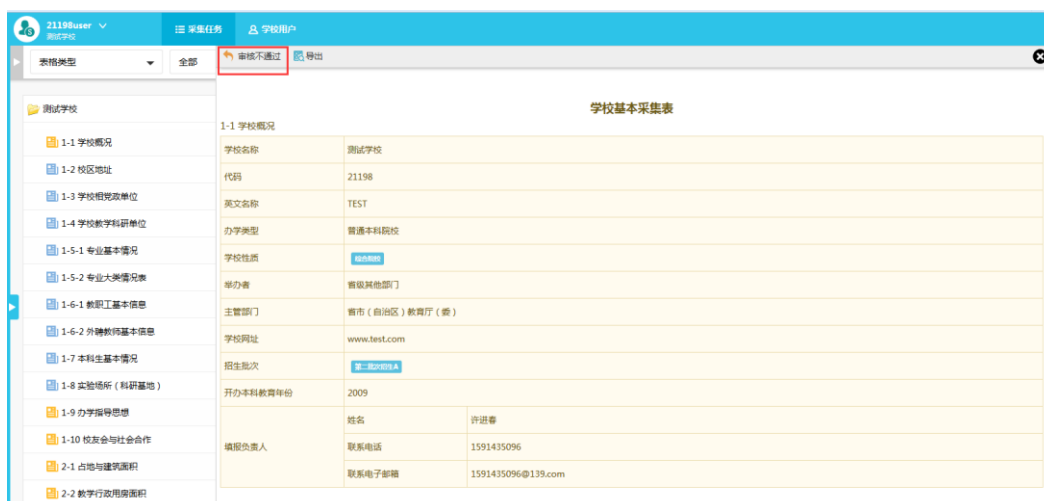 21198user
测试学校
采集任务
学校用户
表格类型
全部
审核不通过
导出
测试学校
1-1 学校概况
1-2 校区地址
1-3 学校相党政单位
1-4 学校教学科研单位
1-5-1 专业基本情况
1-5-2 专业大类情况表
1-6-1 教职工基本信息
1-6-2 外聘教师基本信息
1-7 本科生基本情况
1-8 实验场所（科研基地）
1-9 办学指导思想
1-10 校友会与社会合作
2-1 占地与建筑面积
2-2 教学行政用房面积
学校基本采集表
1-1 学校概况
学校名称 测试学校
代码 21198
英文名称 TEST
办学类型 普通本科院校
学校性质 综合院校
举办者 省级其他部门
主管部门 省市（自治区）教育厅（委）
学校网址 www.test.com
招生批次 第二批次招生A
开办本科教育年份 2009
填报负责人
姓名 许进春
联系电话 1591435096
联系电子邮箱 1591435096@139.com